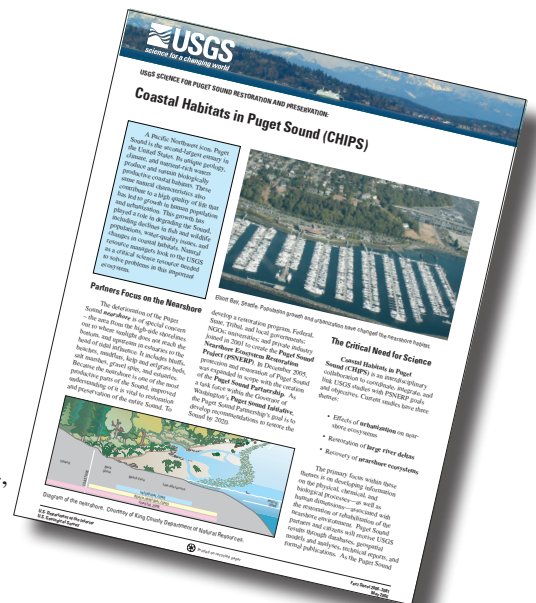 USGS
science for a changing world
USGS SCIENCE FOR PUGET SOUND RESTORATION AND PRESERVATION:
Coastal Habitats in Puget Sound (CHIPS)
A Pacific Northwest icon, Puget
Sound is the second-largest estuary in
the United States. Its unique geology,
climate, and nutrient-rich waters
produce and sustain biologically
productive coastal habitats. These
same natural characteristics also
contribute to a high quality of life that
has led to growth in human population
and urbanization. This growth has
played a role in degrading the Sound,
including declines in fish and wildlife
populations, water-quality issues, and
changes in coastal habitats. Natural
resource managers look to the USGS
as a critical science resource needed
to solve problems in this important
ecosystem.
Elliott Bay, Seattle. Population growth and urbanization have changed the nearshore habitat.
Partners Focus on the Nearshore
The deterioration of the Puget
Sound nearshore is of special concern
– the area from the high-tide shorelines
out to where sunlight does not reach the
bottom, and upstream in estuaries to the
head of tidal influence. It includes bluffs,
beaches, mudflats, kelp and eelgrass beds,
salt marshes, gravel spits, and estuaries.
Because the nearshore is one of the most
productive parts of the Sound, improved
understanding of it is vital to restoration
and preservation of the entire Sound. To
develop a restoration program, Federal,
State, Tribal, and local governments;
NGOs; universities; and private industry
joined in 2001 to create the Puget Sound
Nearshore Ecosystem Restoration
Project (PSNERP). In December 2005,
protection and restoration of Puget Sound
was expanded in scope with the creation
of the Puget Sound Partnership. As
a task force within the Governor of
Washington's Puget Sound Initiative,
the Puget Sound Partnership's goal is to
develop recommendations to restore the
Sound by 2020.
The Critical Need for Science
Coastal Habitats in Puget
Sound (CHIPS) is an interdisciplinary
collaboration to coordinate, integrate, and
link USGS studies with PSNERP goals
and objectives. Current studies have three
themes:
• Effects of urbanization on near-
shore ecosystems
• Restoration of large river deltas
• Recovery of nearshore ecosystems
The primary focus within these
themes is on developing information
on the physical, chemical, and
biological processes—as well as
human dimensions—associated with
the restoration of rehabilitation of the
nearshore environment. Puget Sound
partners and citizens will receive USGS
results through databases, geospatial
models and analyses, technical reports, and
formal publications. As the Puget Sound
Diagram of the nearshore. Courtesy of King County Department of Natural Resources.
U.S. Department of the Interior
U.S. Geological Survey
Printed on recycled paper
Fact Sheet 2006-3081
May 2006
,